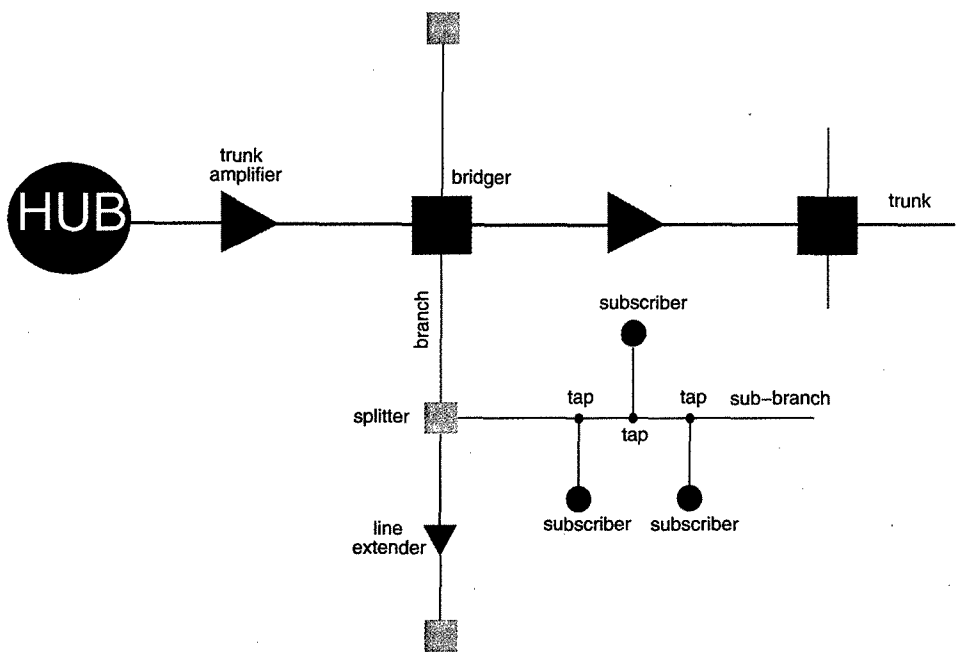 trunk
amplifier
bridger
HUB
trunk
branch
subscriber
tap
tap
sub-branch
splitter
tap
line
extender
subscriber
subscriber